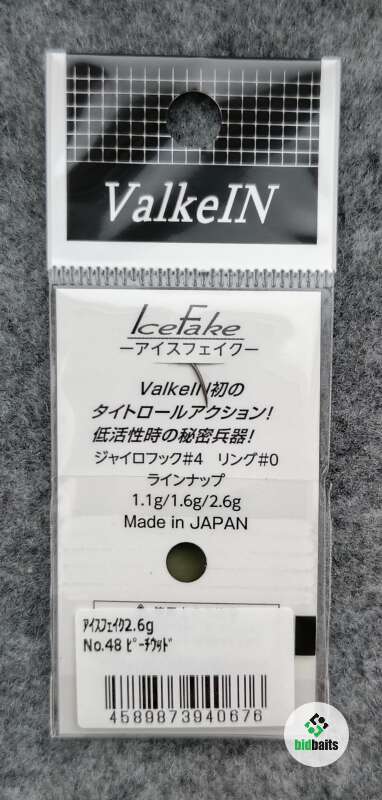 ValkeIN
IceFake
ーアイスフェイクー
ValkeIN初の
タイトロールアクション!
低活性時の秘密兵器!
ジャイロフック#4 リング#0
ラインナップ
1.1g/1.6g/2.6g
Made in JAPAN
ｱｲｽﾌｪｲｸ2.6g
No.48 ﾋﾟｰﾁｳｯﾄﾞ
4589873940676
bidbaits